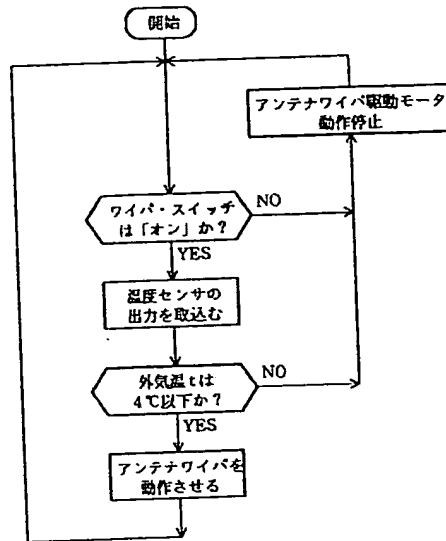 開始
アンテナワイパ駆動モータ
動作停止
ワイパ・スイッチ
は「オン」か?
NO
YES
温度センサの
出力を取込む
外気温tは
4℃以下か?
NO
YES
アンテナワイパを
動作させる